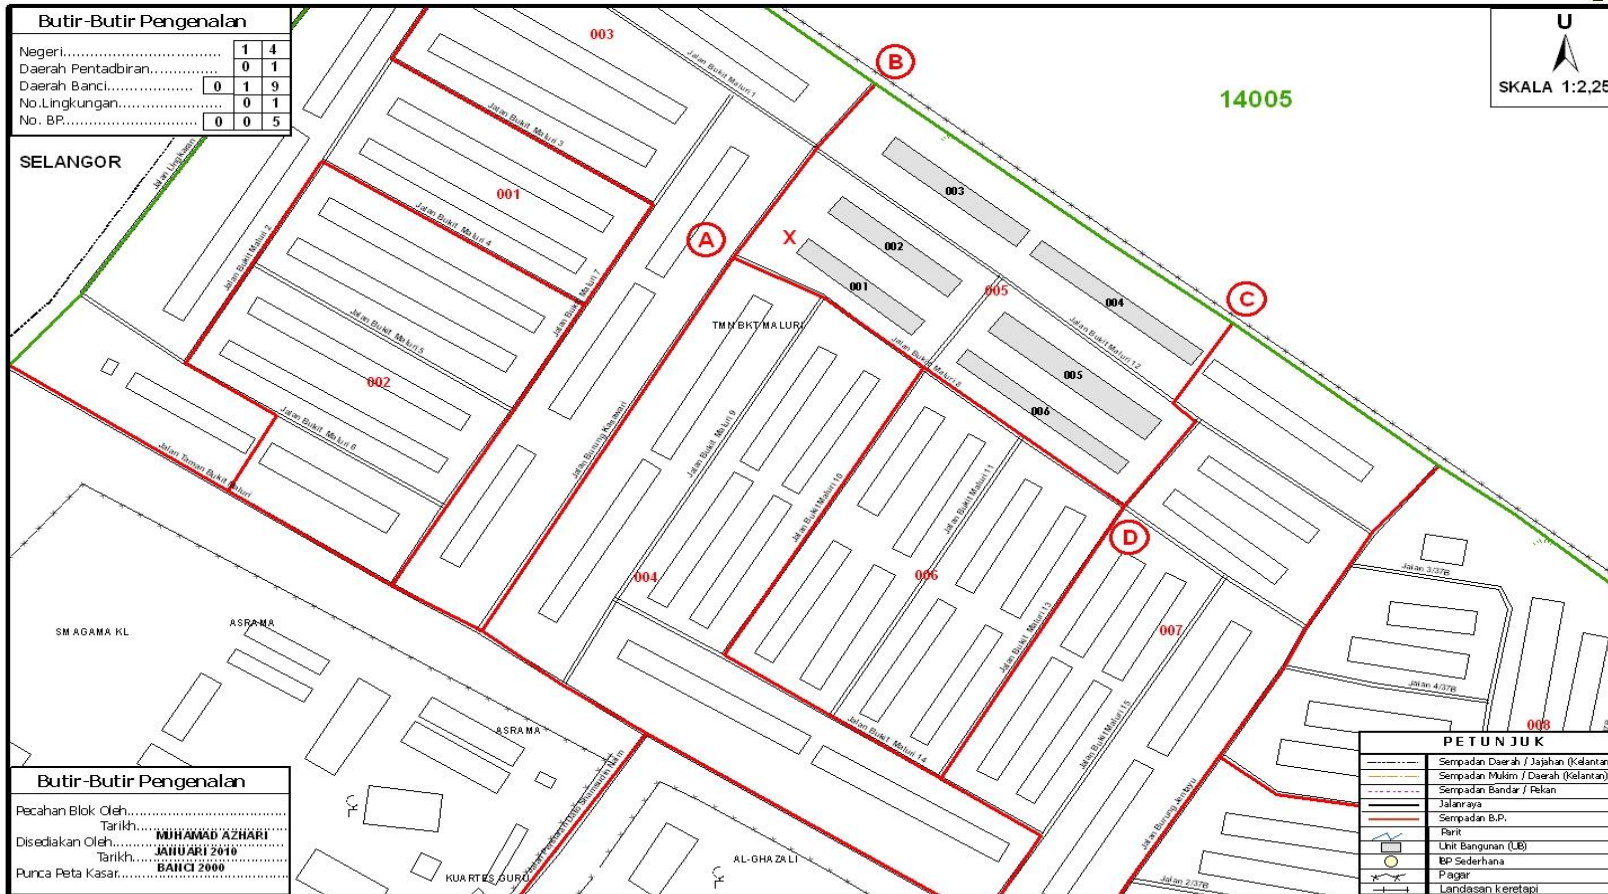 Butir-Butir Pengenalan
Negeri 1 4
Daerah Pentadbiran 0 1
Daerah Banci 0 1 9
No.Lingkungan 0 1
No. BP 0 0 5
SELANGOR
U
SKALA 1:2,25
14005
B
A
C
D
X
003
001
002
004
005
006
007
008
003
002
001
004
005
006
Jalan Lingkaran
Jalan Bukit Maluri 1
Jalan Bukit Maluri 3
Jalan Bukit Maluri 4
Jalan Bukit Maluri 2
Jalan Bukit Maluri 7
Jalan Bukit Maluri 5
Jalan Bukit Maluri 6
Jalan Taman Bukit Maluri
TMN BKT MALURI
Jalan Bukit Maluri 8
Jalan Bukit Maluri 12
Jalan Bukit Maluri 9
Jalan Bukit Maluri 10
Jalan Bukit Maluri 11
Jalan Bukit Maluri 13
Jalan Bukit Maluri 14
Jalan Bukit Maluri 15
Jalan Burung Jentayu
Jalan 3/37B
Jalan 4/37B
Jalan 2/37B
SM AGAMA KL
ASRAMA
ASRAMA
KUARTES GURU
AL-GHAZALI
Butir-Butir Pengenalan
Pecahan Blok Oleh
Tarikh
Disediakan Oleh MUHAMAD AZHARI
Tarikh JANUARI 2010
Punca Peta Kasar BANCI 2000
PETUNJUK
Sempadan Daerah / Jajahan (Kelantan
Sempadan Mukim / Daerah (Kelantan)
Sempadan Bandar / Pekan
Jalanraya
Sempadan B.P.
Parit
Unit Bangunan (UB)
BP Sederhana
Pagar
Landasan keretapi